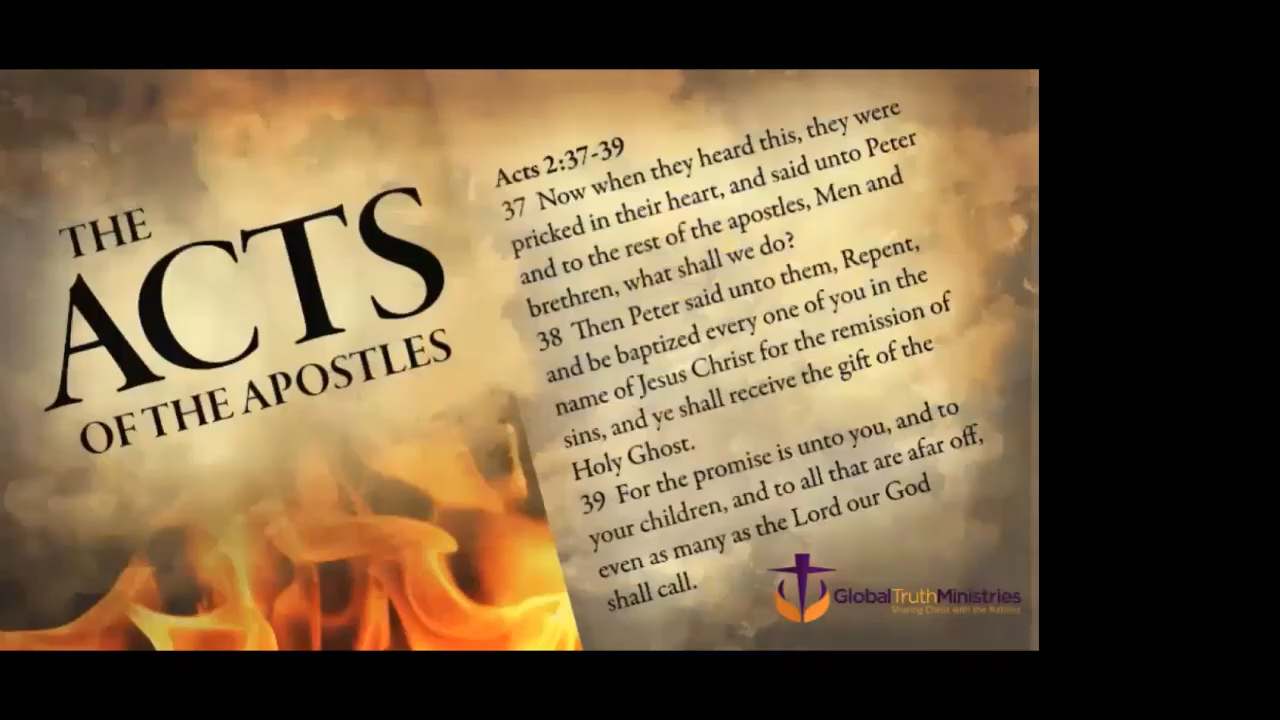 THE
ACTS
OF THE APOSTLES
Acts 2:37-39
37 Now when they heard this, they were
pricked in their heart, and said unto Peter
and to the rest of the apostles, Men and
brethren, what shall we do?
38 Then Peter said unto them, Repent,
and be baptized every one of you in the
name of Jesus Christ for the remission of
sins, and ye shall receive the gift of the
Holy Ghost.
39 For the promise is unto you, and to
your children, and to all that are afar off,
even as many as the Lord our God
shall call.
GlobalTruthMinistries
Sharing Christ with the Nations